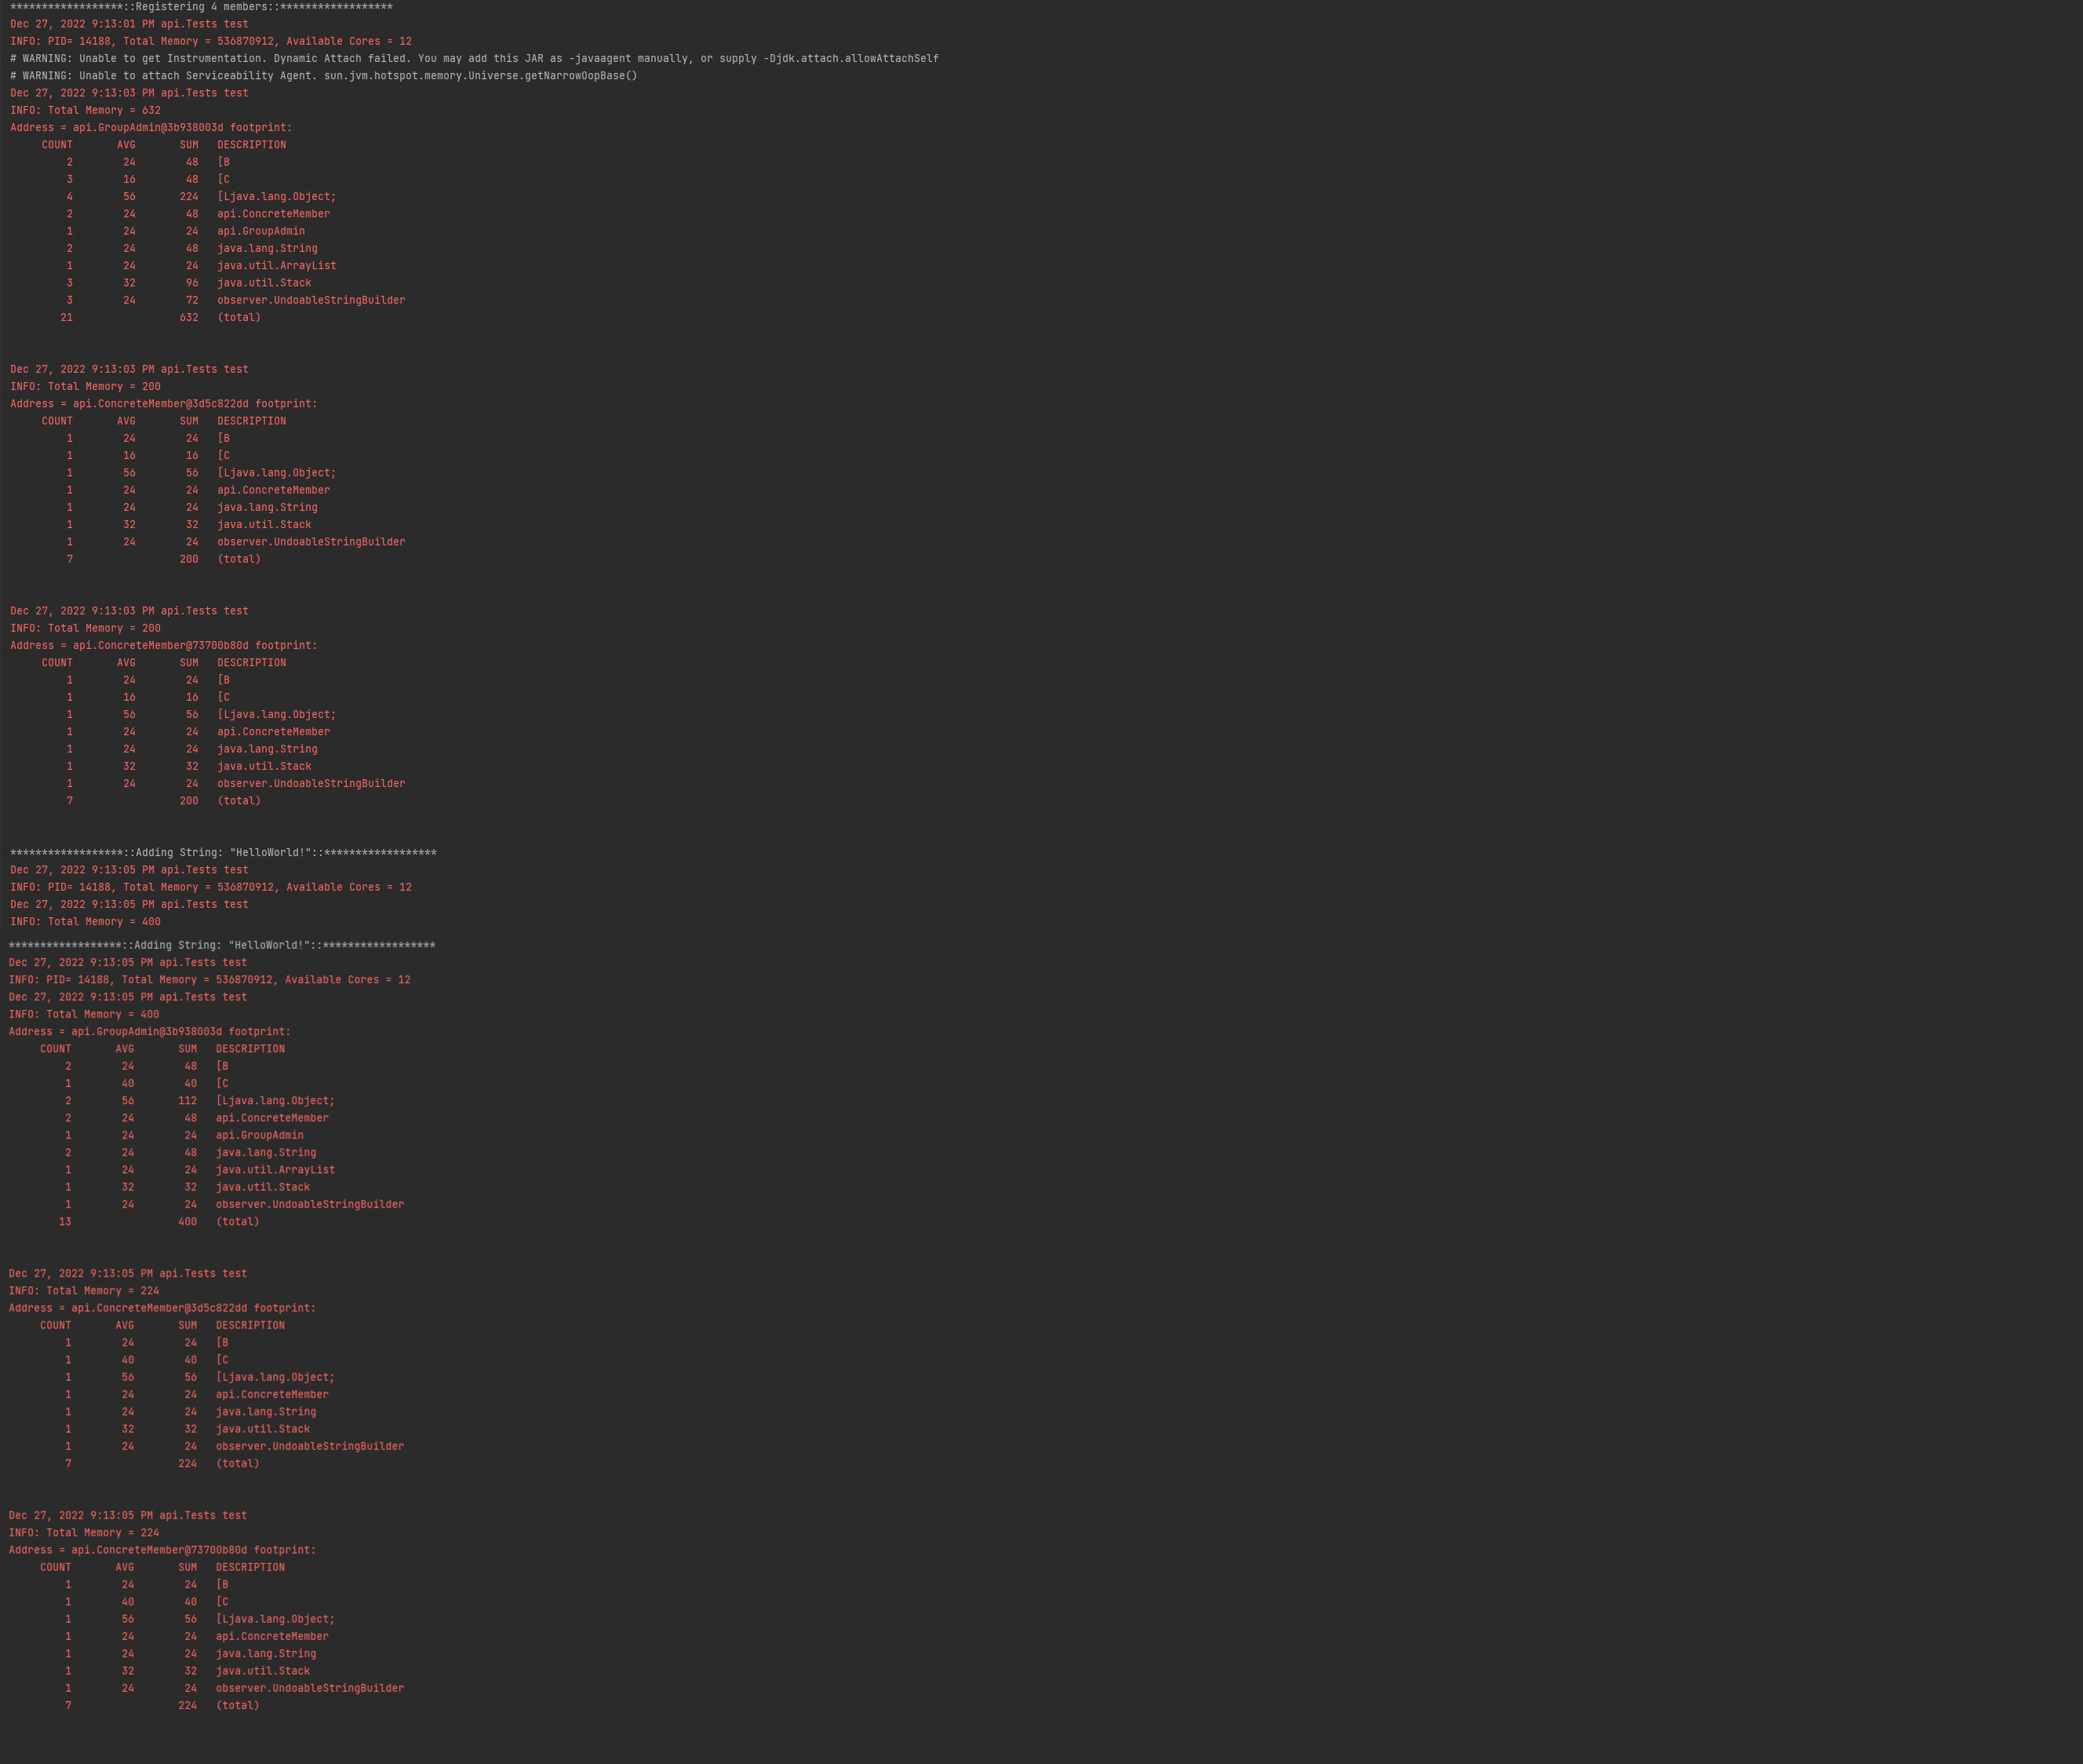 ******************::Registering 4 members::******************
Dec 27, 2022 9:13:01 PM api.Tests test
INFO: PID= 14188, Total Memory = 536870912, Available Cores = 12
# WARNING: Unable to get Instrumentation. Dynamic Attach failed. You may add this JAR as -javaagent manually, or supply -Djdk.attach.allowAttachSelf
# WARNING: Unable to attach Serviceability Agent. sun.jvm.hotspot.memory.Universe.getNarrowOopBase()
Dec 27, 2022 9:13:03 PM api.Tests test
INFO: Total Memory = 632
Address = api.GroupAdmin@3b938003d footprint:
     COUNT       AVG       SUM   DESCRIPTION
         2        24        48   [B
         3        16        48   [C
         4        56       224   [Ljava.lang.Object;
         2        24        48   api.ConcreteMember
         1        24        24   api.GroupAdmin
         2        24        48   java.lang.String
         1        24        24   java.util.ArrayList
         3        32        96   java.util.Stack
         3        24        72   observer.UndoableStringBuilder
        21                 632   (total)
Dec 27, 2022 9:13:03 PM api.Tests test
INFO: Total Memory = 200
Address = api.ConcreteMember@3d5c822dd footprint:
     COUNT       AVG       SUM   DESCRIPTION
         1        24        24   [B
         1        16        16   [C
         1        56        56   [Ljava.lang.Object;
         1        24        24   api.ConcreteMember
         1        24        24   java.lang.String
         1        32        32   java.util.Stack
         1        24        24   observer.UndoableStringBuilder
         7                 200   (total)
Dec 27, 2022 9:13:03 PM api.Tests test
INFO: Total Memory = 200
Address = api.ConcreteMember@73700b80d footprint:
     COUNT       AVG       SUM   DESCRIPTION
         1        24        24   [B
         1        16        16   [C
         1        56        56   [Ljava.lang.Object;
         1        24        24   api.ConcreteMember
         1        24        24   java.lang.String
         1        32        32   java.util.Stack
         1        24        24   observer.UndoableStringBuilder
         7                 200   (total)
******************::Adding String: "HelloWorld!"::******************
Dec 27, 2022 9:13:05 PM api.Tests test
INFO: PID= 14188, Total Memory = 536870912, Available Cores = 12
Dec 27, 2022 9:13:05 PM api.Tests test
INFO: Total Memory = 400
******************::Adding String: "HelloWorld!"::******************
Dec 27, 2022 9:13:05 PM api.Tests test
INFO: PID= 14188, Total Memory = 536870912, Available Cores = 12
Dec 27, 2022 9:13:05 PM api.Tests test
INFO: Total Memory = 400
Address = api.GroupAdmin@3b938003d footprint:
     COUNT       AVG       SUM   DESCRIPTION
         2        24        48   [B
         1        40        40   [C
         2        56       112   [Ljava.lang.Object;
         2        24        48   api.ConcreteMember
         1        24        24   api.GroupAdmin
         2        24        48   java.lang.String
         1        24        24   java.util.ArrayList
         1        32        32   java.util.Stack
         1        24        24   observer.UndoableStringBuilder
        13                 400   (total)
Dec 27, 2022 9:13:05 PM api.Tests test
INFO: Total Memory = 224
Address = api.ConcreteMember@3d5c822dd footprint:
     COUNT       AVG       SUM   DESCRIPTION
         1        24        24   [B
         1        40        40   [C
         1        56        56   [Ljava.lang.Object;
         1        24        24   api.ConcreteMember
         1        24        24   java.lang.String
         1        32        32   java.util.Stack
         1        24        24   observer.UndoableStringBuilder
         7                 224   (total)
Dec 27, 2022 9:13:05 PM api.Tests test
INFO: Total Memory = 224
Address = api.ConcreteMember@73700b80d footprint:
     COUNT       AVG       SUM   DESCRIPTION
         1        24        24   [B
         1        40        40   [C
         1        56        56   [Ljava.lang.Object;
         1        24        24   api.ConcreteMember
         1        24        24   java.lang.String
         1        32        32   java.util.Stack
         1        24        24   observer.UndoableStringBuilder
         7                 224   (total)